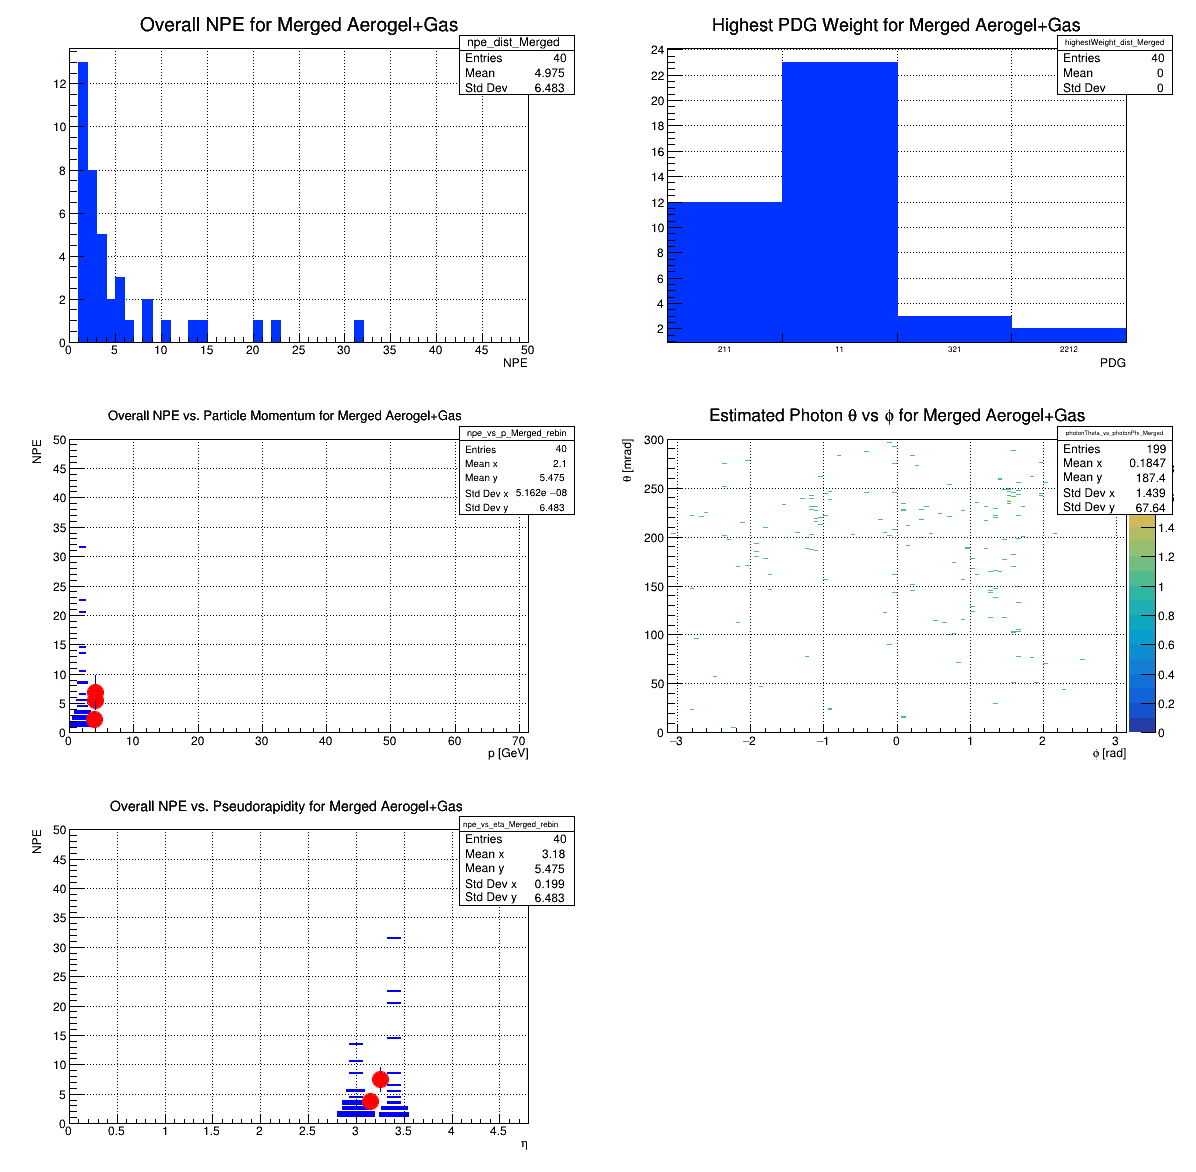 Overall NPE for Merged Aerogel+Gas
npe_dist_Merged
Entries 40
Mean 4.975
Std Dev 6.483
12
10
8
6
4
2
0
0 5 10 15 20 25 30 35 40 45 50
NPE
Highest PDG Weight for Merged Aerogel+Gas
highestWeight_dist_Merged
Entries 40
Mean 0
Std Dev 0
24
22
20
18
16
14
12
10
8
6
4
2
211 11 321 2212
PDG
Overall NPE vs. Particle Momentum for Merged Aerogel+Gas
npe_vs_p_Merged_rebin
Entries 40
Mean x 2.1
Mean y 5.475
Std Dev x 5.162e −08
Std Dev y 6.483
NPE
50
45
40
35
30
25
20
15
10
5
0
0 10 20 30 40 50 60 70
p [GeV]
Estimated Photon θ vs ϕ for Merged Aerogel+Gas
photonTheta_vs_photonPhi_Merged
Entries 199
Mean x 0.1847
Mean y 187.4
Std Dev x 1.439
Std Dev y 67.64
θ [mrad]
300
250
200
150
100
50
0
−3 −2 −1 0 1 2 3
ϕ [rad]
1.4
1.2
1
0.8
0.6
0.4
0.2
0
Overall NPE vs. Pseudorapidity for Merged Aerogel+Gas
npe_vs_eta_Merged_rebin
Entries 40
Mean x 3.18
Mean y 5.475
Std Dev x 0.199
Std Dev y 6.483
NPE
50
45
40
35
30
25
20
15
10
5
0
0 0.5 1 1.5 2 2.5 3 3.5 4 4.5
η